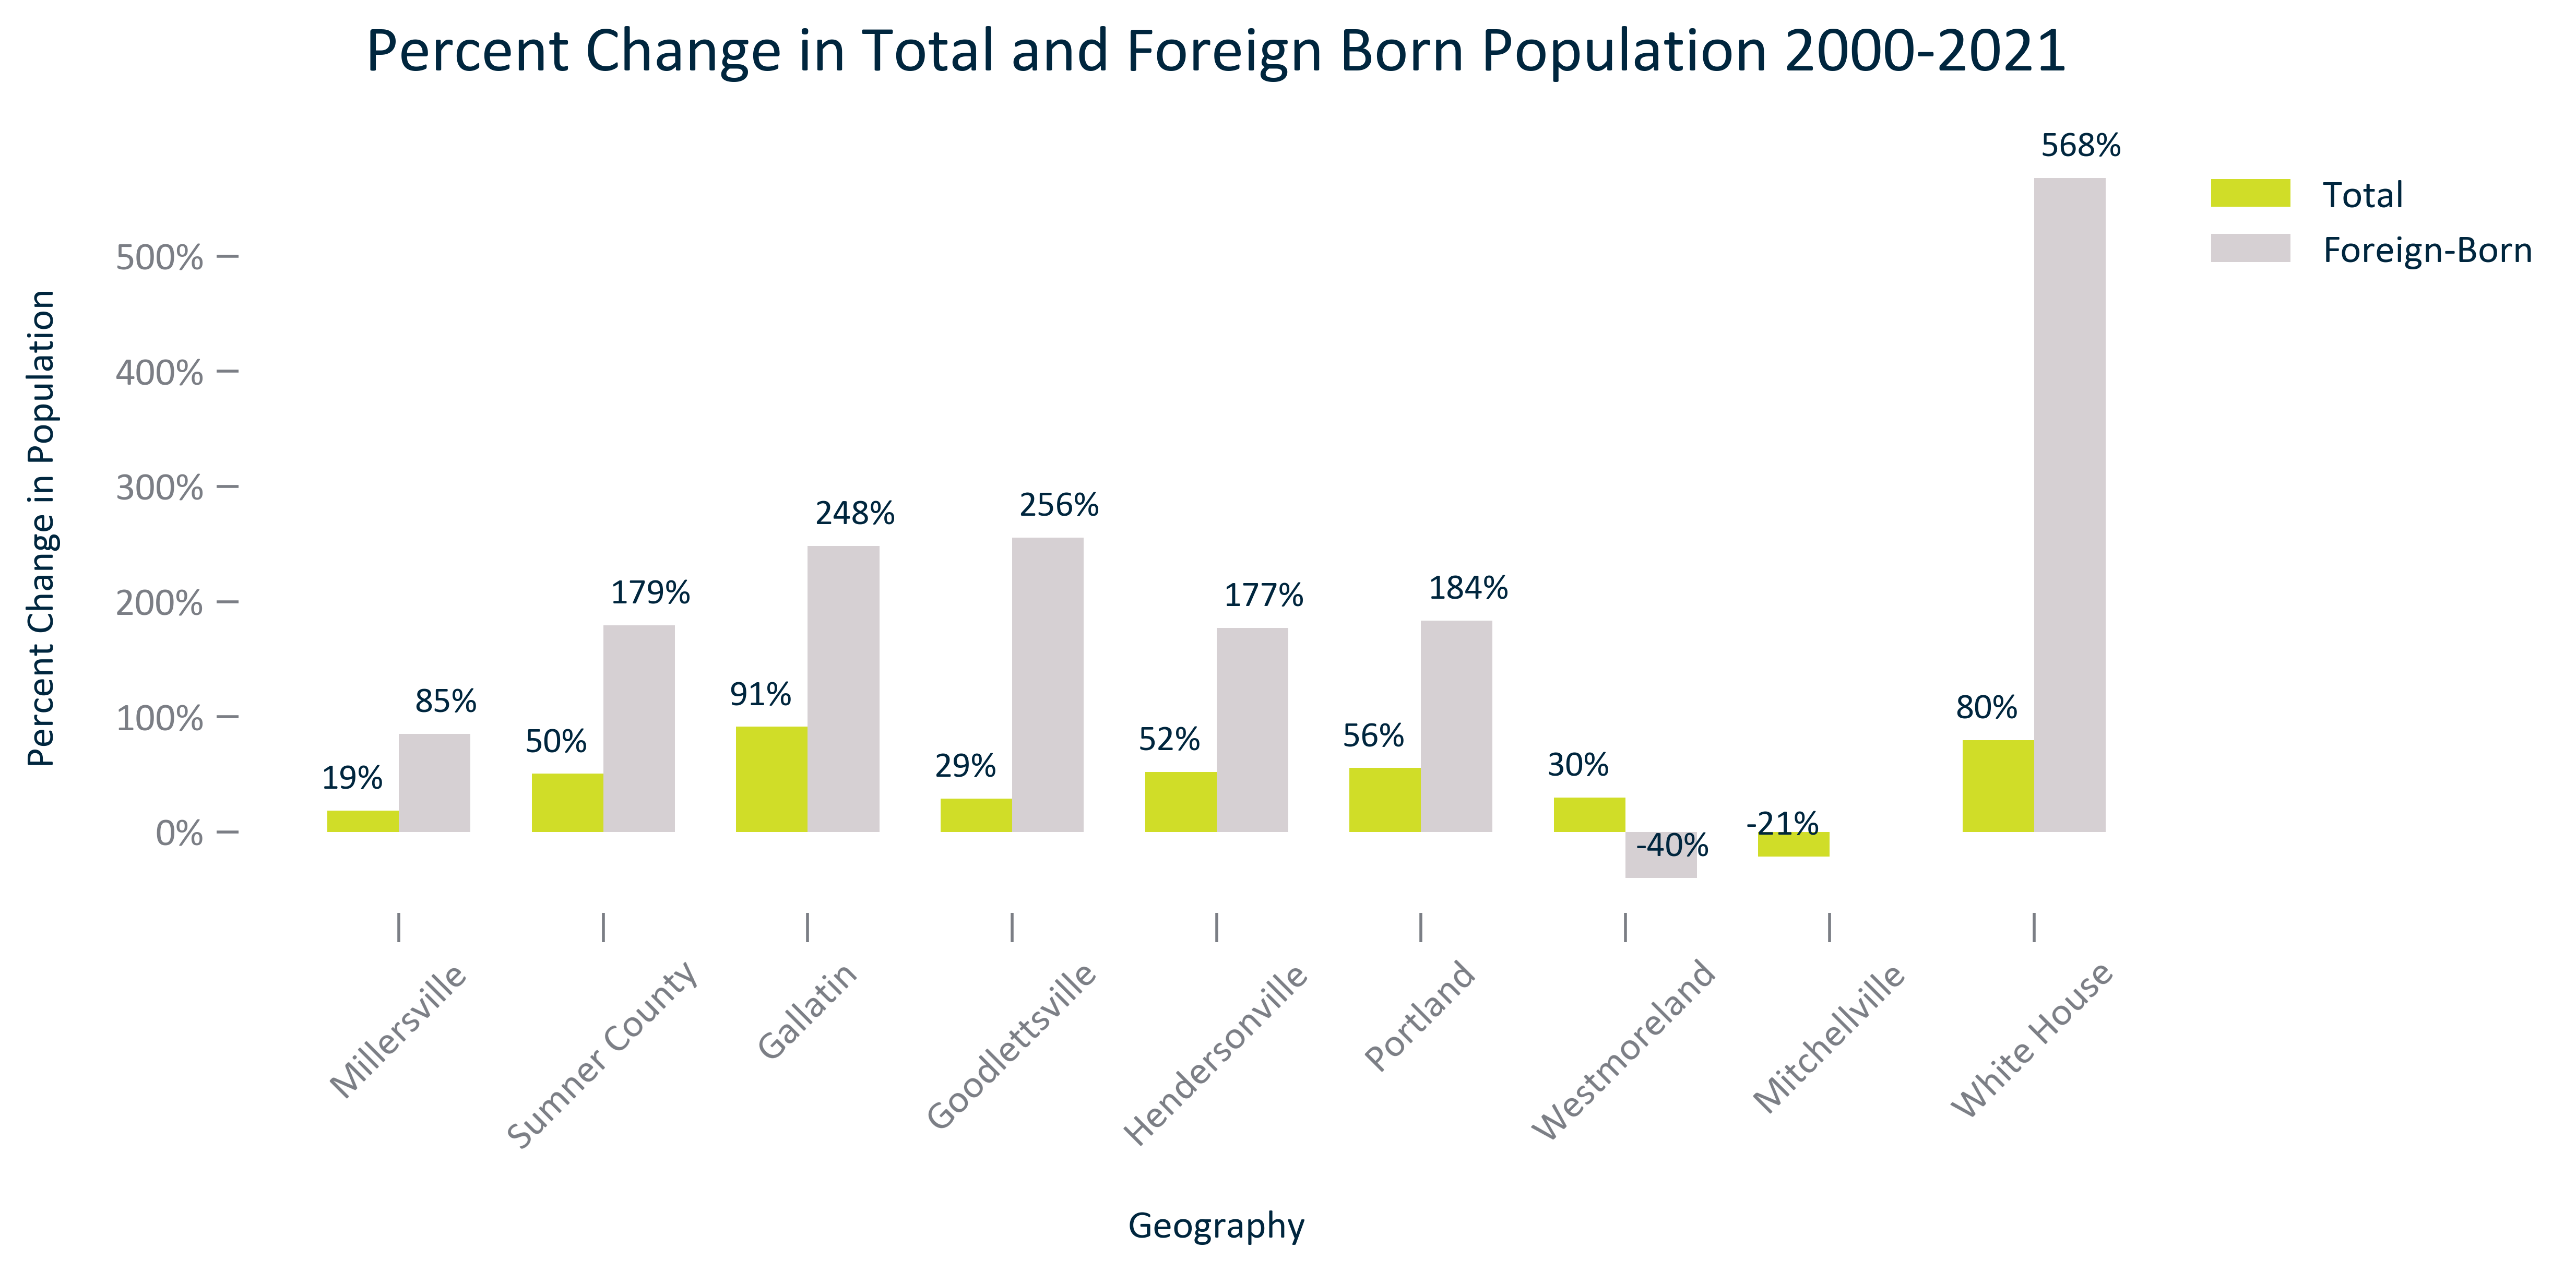 Percent Change in Total and Foreign Born Population 2000-2021
Total
Foreign-Born
Percent Change in Population
500%
400%
300%
200%
100%
0%
19%
85%
50%
179%
91%
248%
29%
256%
52%
177%
56%
184%
30%
-40%
-21%
80%
568%
Millersville
Sumner County
Gallatin
Goodlettsville
Hendersonville
Portland
Westmoreland
Mitchellville
White House
Geography